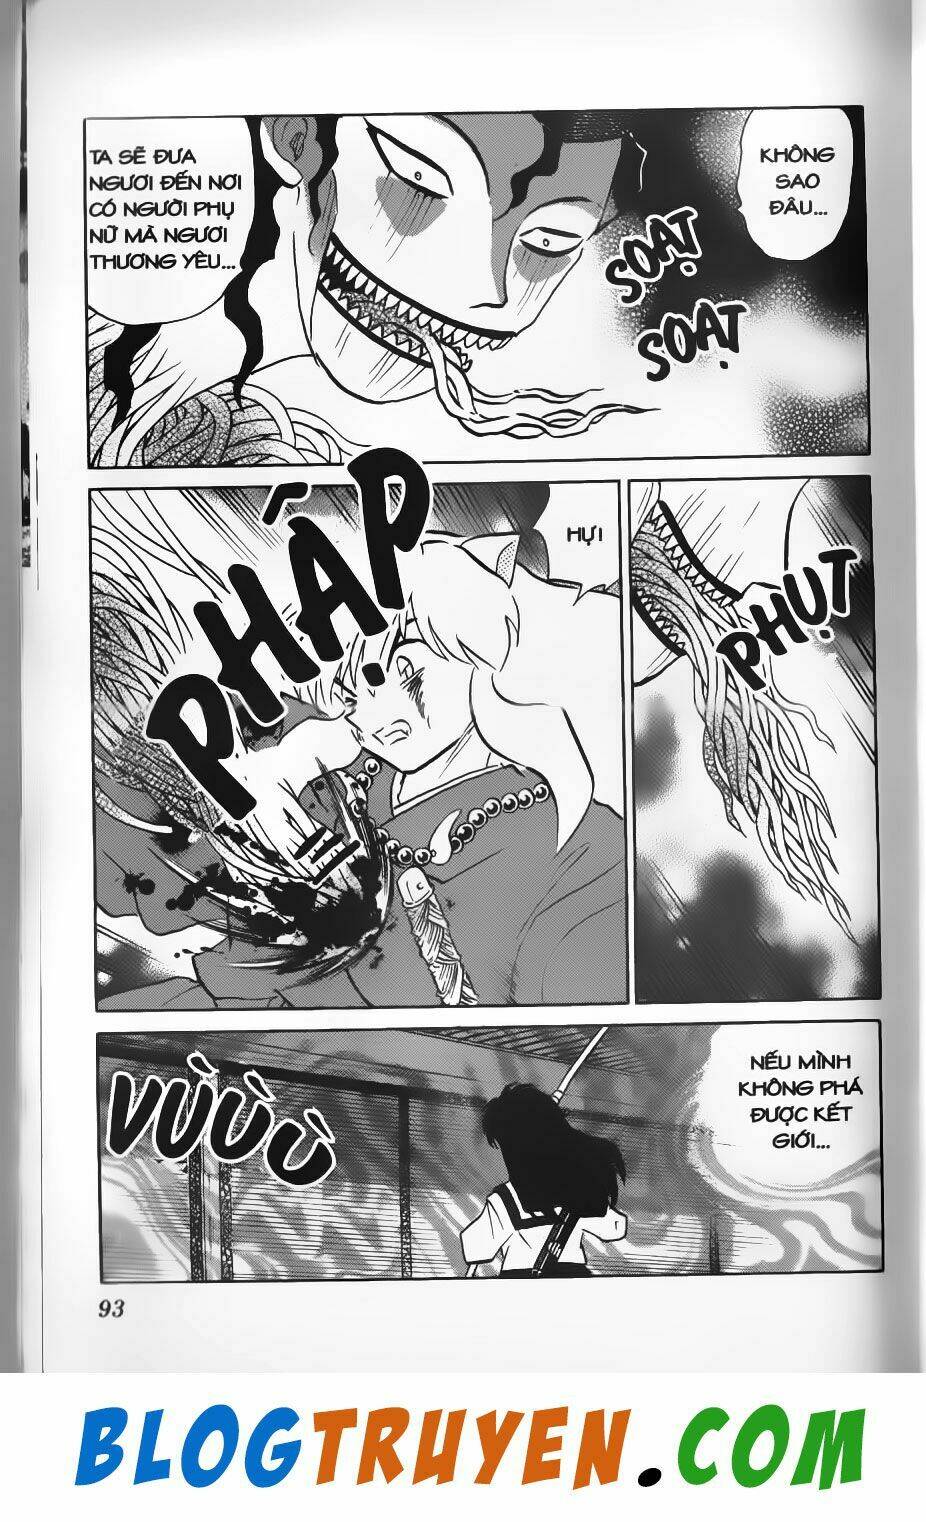 KHÔNG
SAO
ĐÂU...
TA SẼ ĐƯA
NGƯƠI ĐẾN NƠI
CÓ NGƯỜI PHỤ
NỮ MÀ NGƯƠI
THƯƠNG YÊU...
SOẠT
SOẠT
PHỤT
HỰ!
PHẬP
NẾU MÌNH
KHÔNG PHÁ
ĐƯỢC KẾT
GIỚI...
VÙÙÙ
93
BLOGTRUYEN.COM